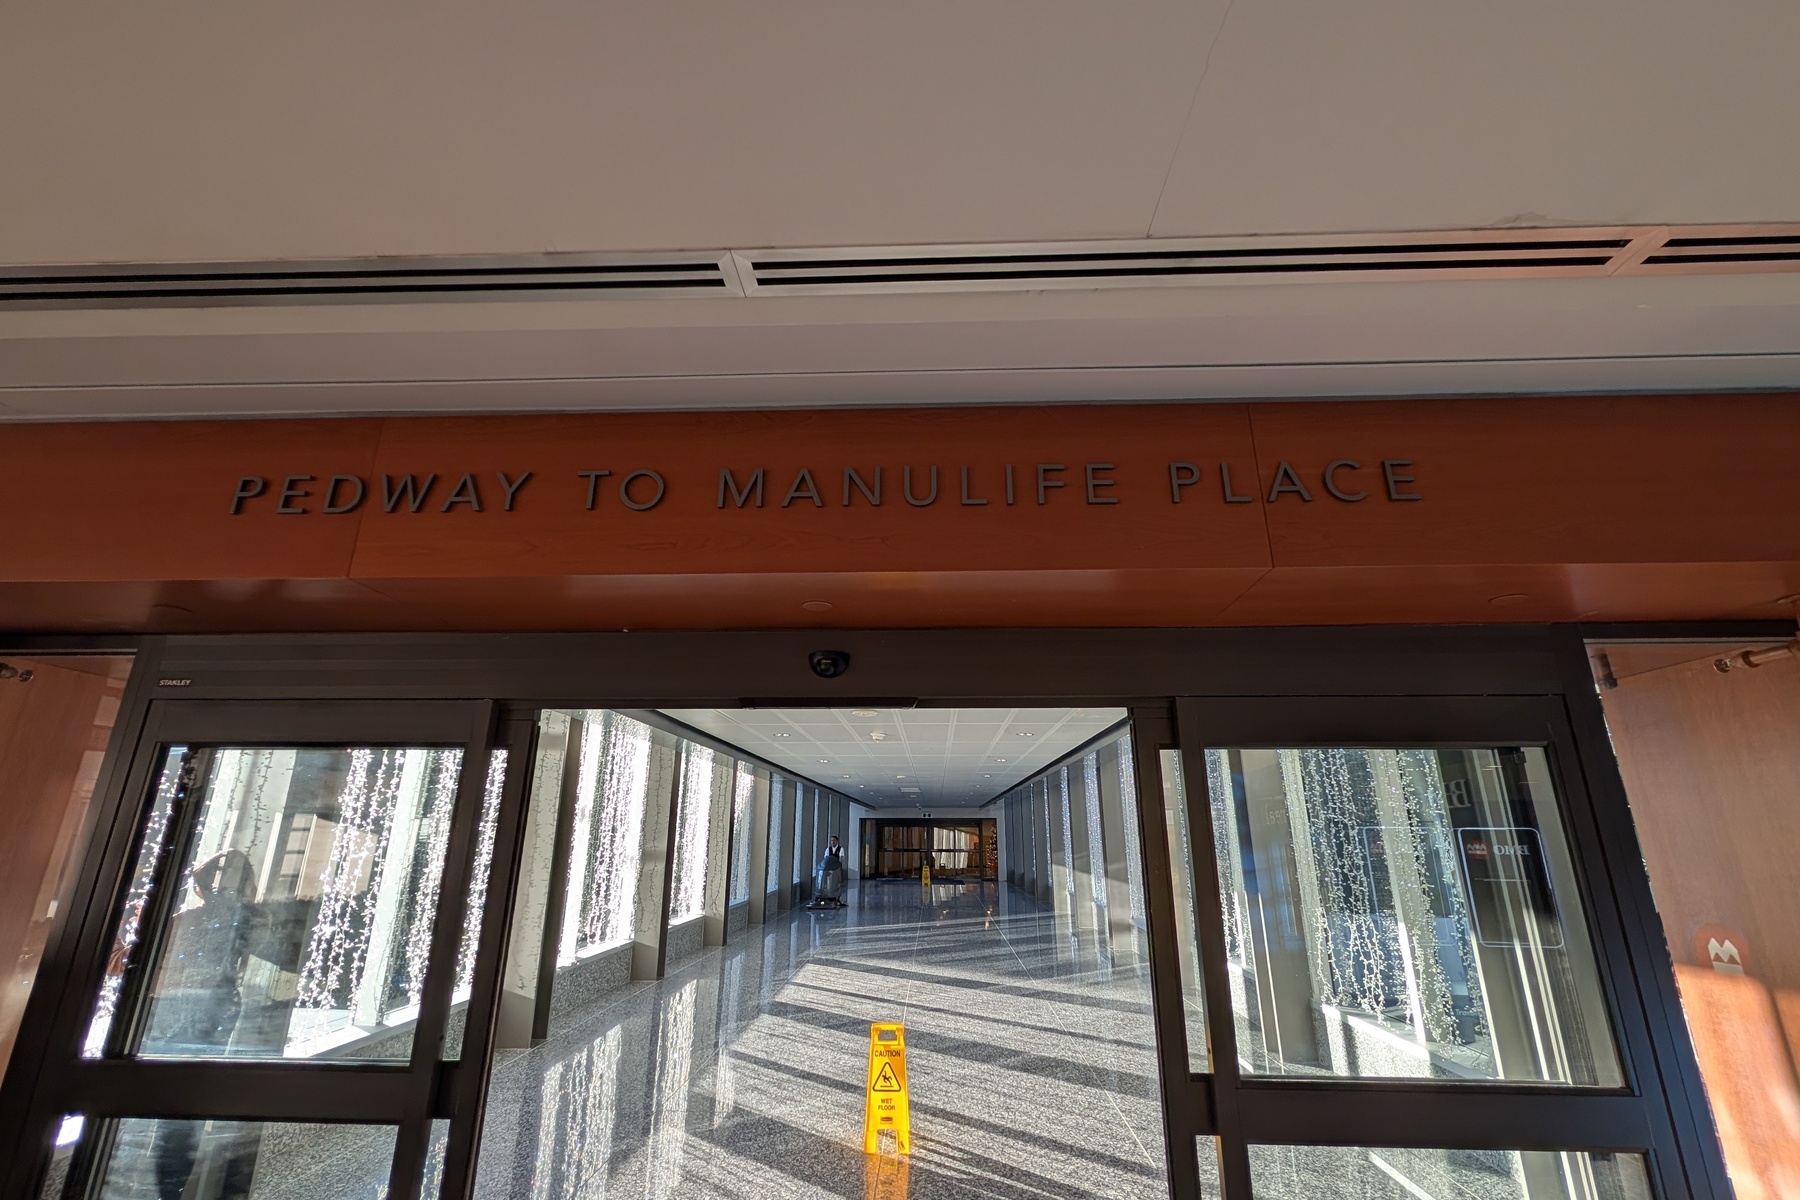 PEDWAY TO MANULIFE PLACE
STANLEY
BMO
CAUTION
WET
FLOOR